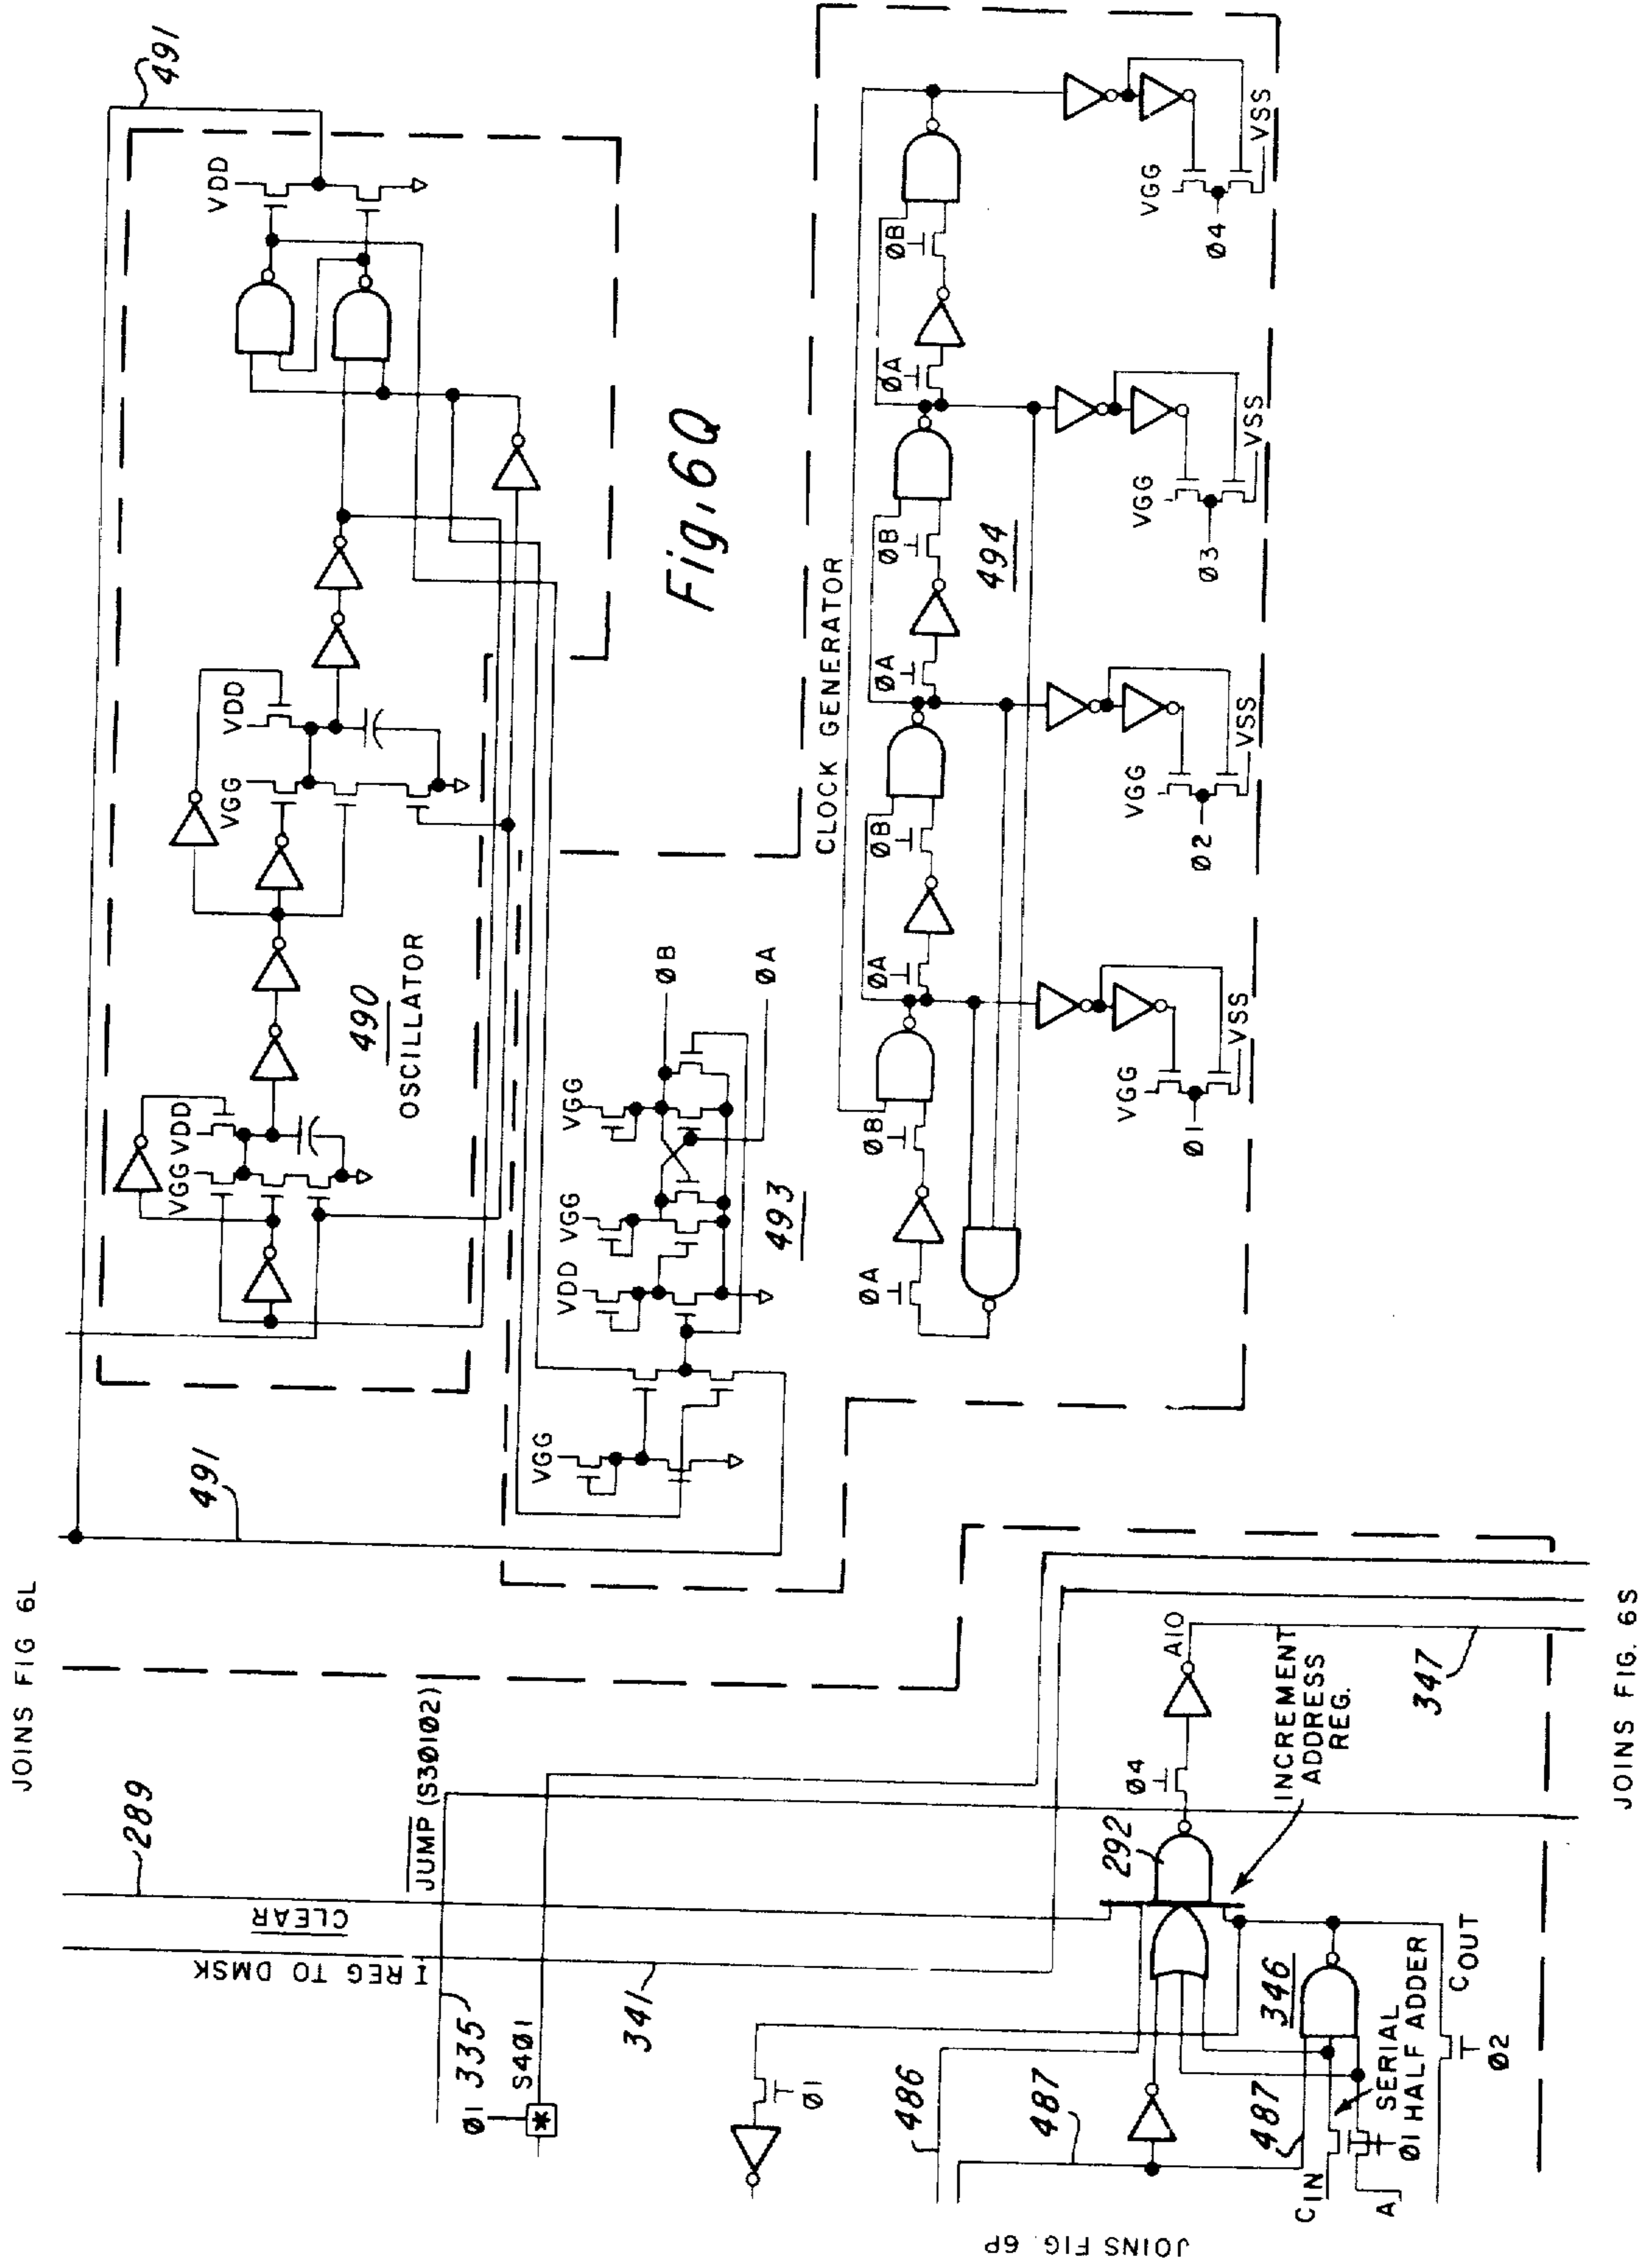 491
VDD
VDD
VGG
490
OSCILLATOR
VDD
VGG
ØB
ØA
VGG
VGG
VDD
493
VGG
491
Fig. 6Q
CLOCK GENERATOR
494
ØB
ØA
ØB
ØA
ØB
ØA
ØB
ØA
VGG
VSS
Ø4
VGG
VSS
Ø3
VGG
VSS
Ø2
VGG
VSS
Ø1
JOINS FIG 6L
289
CLEAR
I REG TO DMSK
JUMP (S3Ø1Ø2)
335
Ø1
S4Ø1
*
341
Ø1
486
487
487
CIN
A
Ø1
SERIAL
HALF ADDER
346
COUT
Ø2
292
Ø4
A10
INCREMENT
ADDRESS
REG.
347
JOINS FIG. 6S
JOINS FIG. 6P